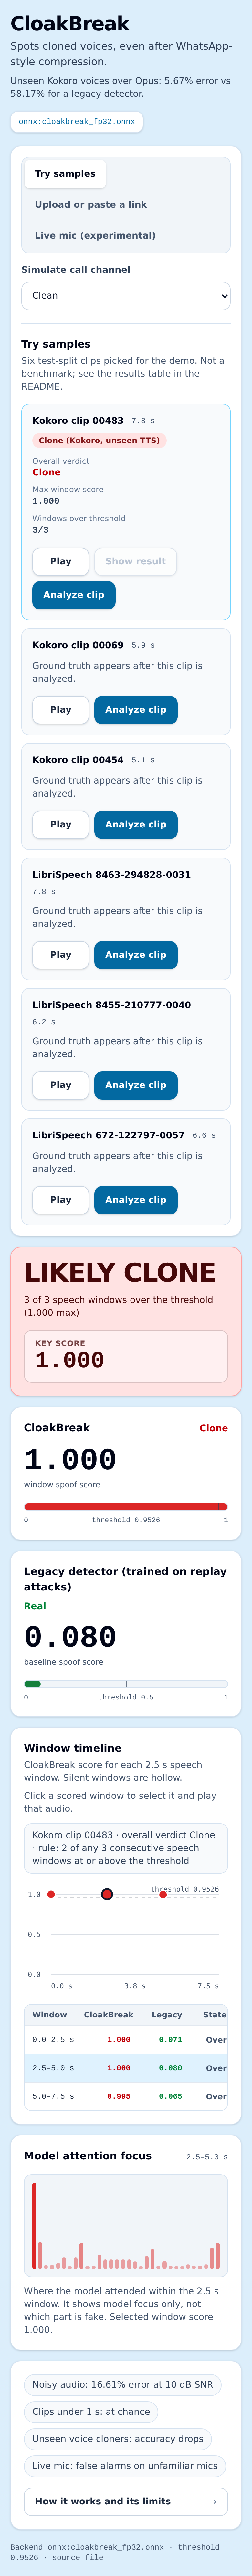 CloakBreak
Spots cloned voices, even after WhatsApp-
style compression.
Unseen Kokoro voices over Opus: 5.67% error vs
58.17% for a legacy detector.
onnx:cloakbreak_fp32.onnx
Try samples
Upload or paste a link
Live mic (experimental)
Simulate call channel
Clean
Try samples
Six test-split clips picked for the demo. Not a
benchmark; see the results table in the
README.
Kokoro clip 00483 7.8 s
Clone (Kokoro, unseen TTS)
Overall verdict
Clone
Max window score
1.000
Windows over threshold
3/3
Play Show result
Analyze clip
Kokoro clip 00069 5.9 s
Ground truth appears after this clip is
analyzed.
Play Analyze clip
Kokoro clip 00454 5.1 s
Ground truth appears after this clip is
analyzed.
Play Analyze clip
LibriSpeech 8463-294828-0031
7.8 s
Ground truth appears after this clip is
analyzed.
Play Analyze clip
LibriSpeech 8455-210777-0040
6.2 s
Ground truth appears after this clip is
analyzed.
Play Analyze clip
LibriSpeech 672-122797-0057 6.6 s
Ground truth appears after this clip is
analyzed.
Play Analyze clip
LIKELY CLONE
3 of 3 speech windows over the threshold
(1.000 max)
KEY SCORE
1.000
CloakBreak Clone
1.000
window spoof score
0 threshold 0.9526 1
Legacy detector (trained on replay
attacks)
Real
0.080
baseline spoof score
0 threshold 0.5 1
Window timeline
CloakBreak score for each 2.5 s speech
window. Silent windows are hollow.
Click a scored window to select it and play
that audio.
Kokoro clip 00483 · overall verdict Clone
· rule: 2 of any 3 consecutive speech
windows at or above the threshold
threshold 0.9526
1.0
0.5
0.0
0.0 s 3.8 s 7.5 s
Window CloakBreak Legacy State
0.0–2.5 s 1.000 0.071 Over
2.5–5.0 s 1.000 0.080 Over
5.0–7.5 s 0.995 0.065 Over
Model attention focus 2.5–5.0 s
Where the model attended within the 2.5 s
window. It shows model focus only, not
which part is fake. Selected window score
1.000.
Noisy audio: 16.61% error at 10 dB SNR
Clips under 1 s: at chance
Unseen voice cloners: accuracy drops
Live mic: false alarms on unfamiliar mics
How it works and its limits ›
Backend onnx:cloakbreak_fp32.onnx · threshold
0.9526 · source file